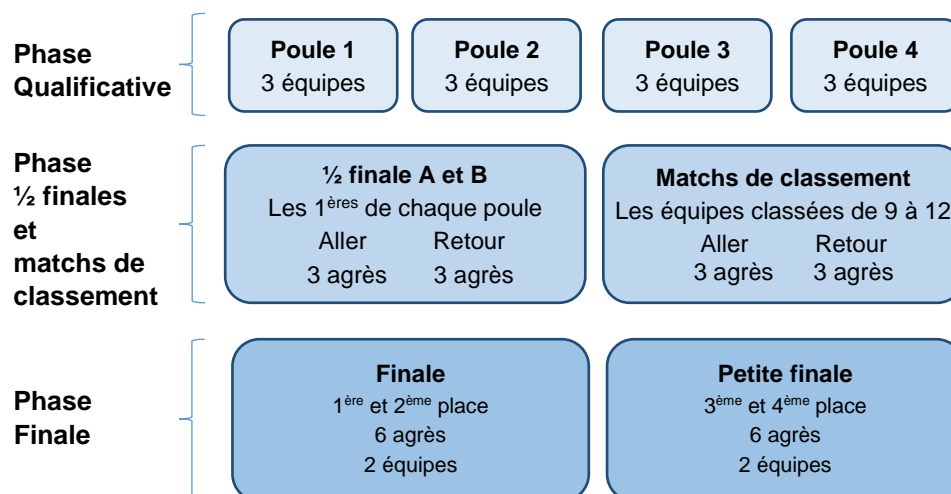 Phase
Qualificative
Poule 1
3 équipes
Poule 2
3 équipes
Poule 3
3 équipes
Poule 4
3 équipes
Phase
½ finales
et
matchs de
classement
½ finale A et B
Les 1ères de chaque poule
Aller Retour
3 agrès 3 agrès
Matchs de classement
Les équipes classées de 9 à 12
Aller Retour
3 agrès 3 agrès
Phase
Finale
Finale
1ère et 2ème place
6 agrès
2 équipes
Petite finale
3ème et 4ème place
6 agrès
2 équipes